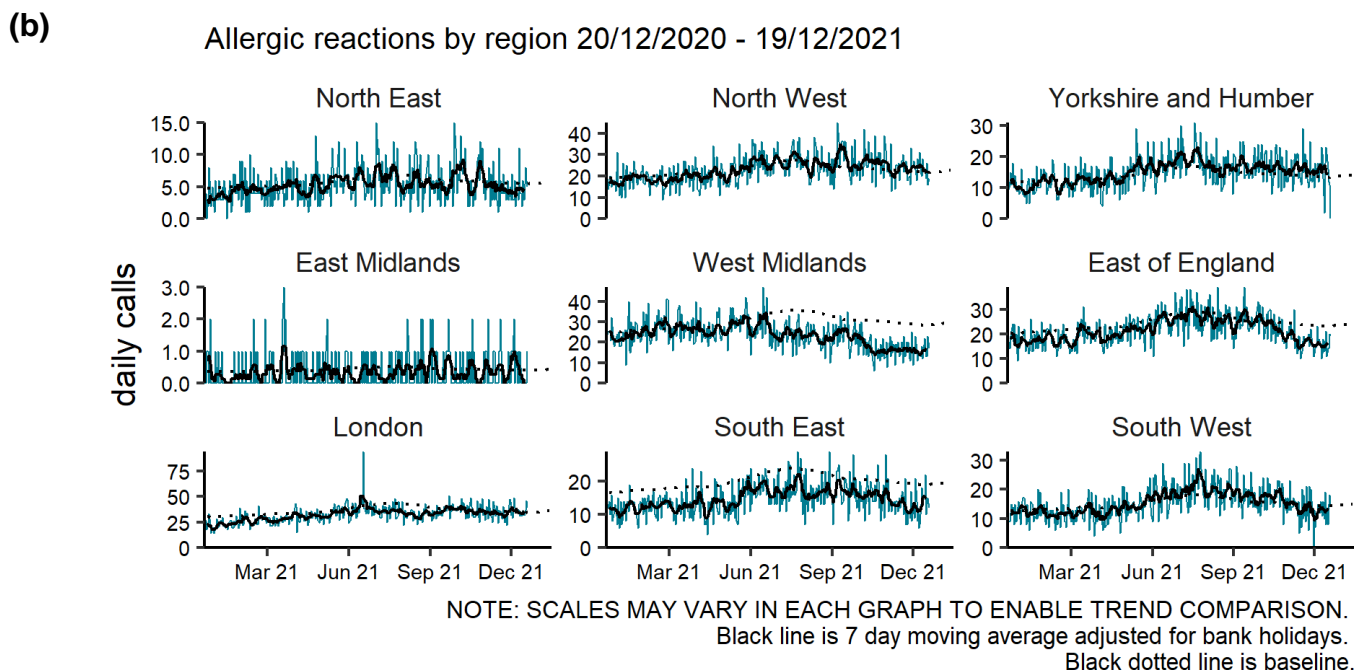 (b)
Allergic reactions by region 20/12/2020 - 19/12/2021
daily calls
North East
15.0
10.0
5.0
0.0
North West
40
30
20
10
0
Yorkshire and Humber
30
20
10
0
East Midlands
3.0
2.0
1.0
0.0
West Midlands
40
30
20
10
0
East of England
30
20
10
0
London
75
50
25
0
Mar 21 Jun 21 Sep 21 Dec 21
South East
20
10
0
Mar 21 Jun 21 Sep 21 Dec 21
South West
30
20
10
0
Mar 21 Jun 21 Sep 21 Dec 21
NOTE: SCALES MAY VARY IN EACH GRAPH TO ENABLE TREND COMPARISON.
Black line is 7 day moving average adjusted for bank holidays.
Black dotted line is baseline.